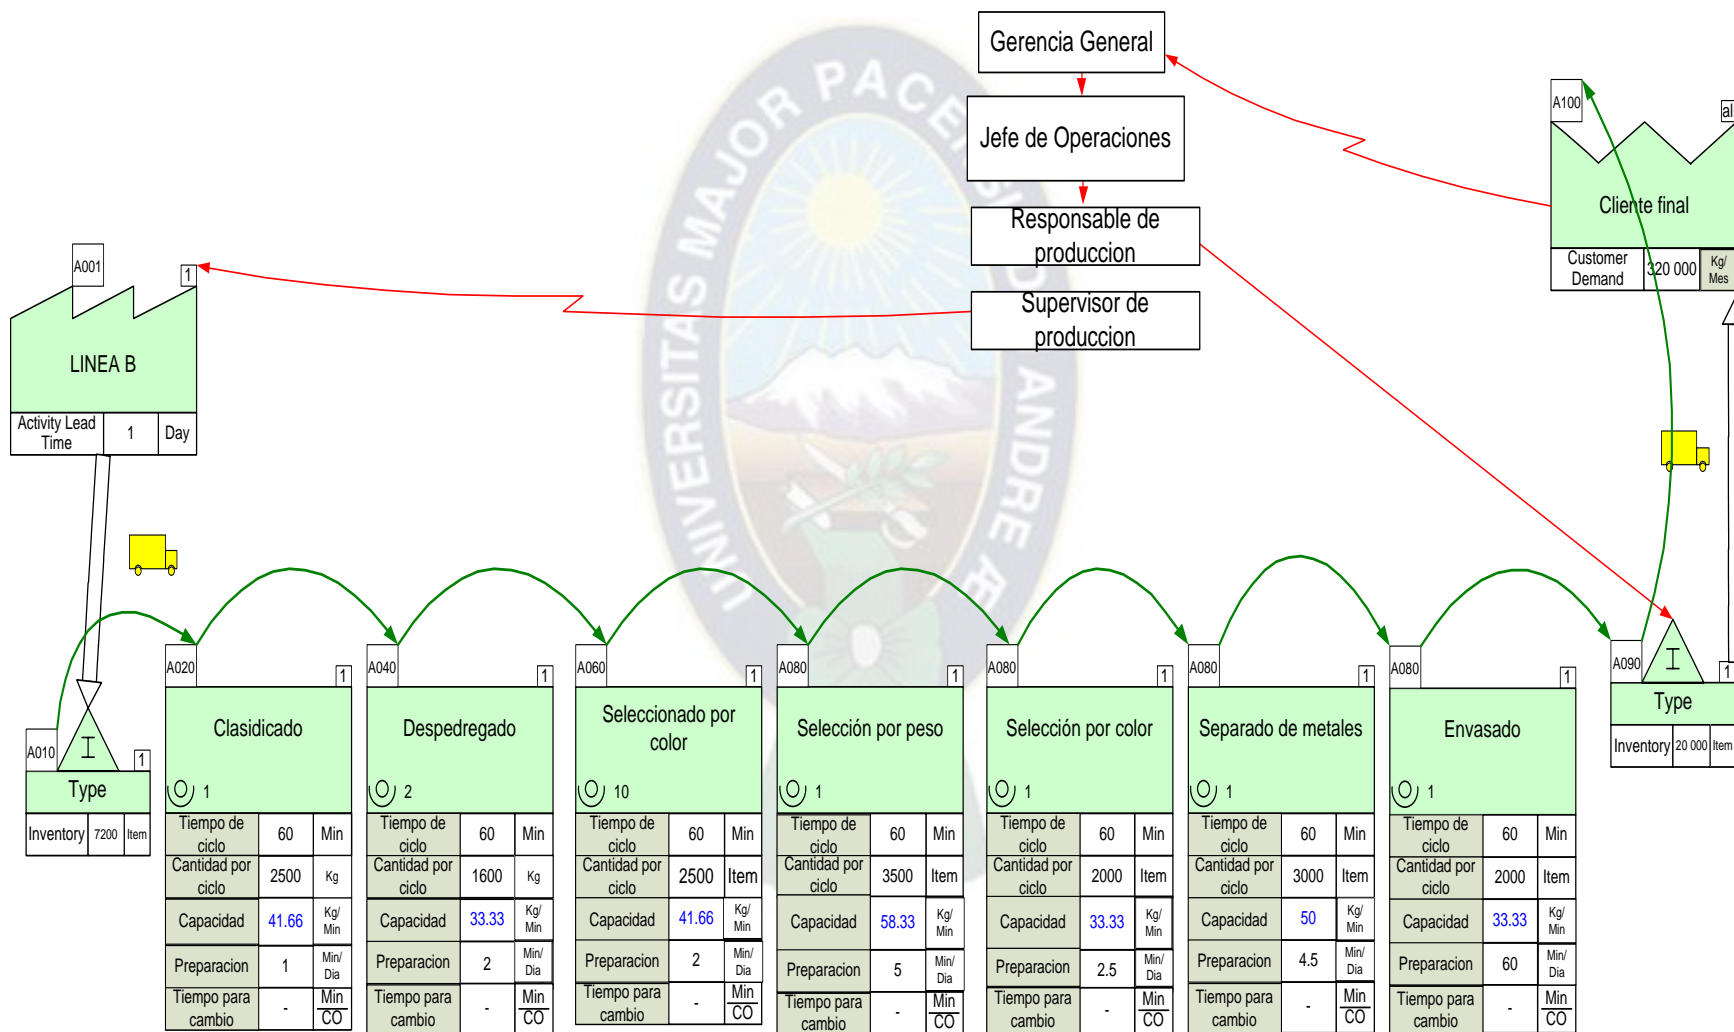 Gerencia General
Jefe de Operaciones
Responsable de
produccion
Supervisor de
produccion
UNIVERSITAS MAJOR PACENSIS
ANDRE Æ
A100
al
Cliente final
Customer
Demand
320 000
Kg/
Mes
A001
1
LINEA B
Activity Lead
Time
1
Day
A010
1
I
Type
Inventory
7200
Item
A020
1
Clasidicado
1
Tiempo de
ciclo
60
Min
Cantidad por
ciclo
2500
Kg
Capacidad
41.66
Kg/
Min
Preparacion
1
Min/
Dia
Tiempo para
cambio
-
Min
CO
A040
1
Despedregado
2
Tiempo de
ciclo
60
Min
Cantidad por
ciclo
1600
Kg
Capacidad
33.33
Kg/
Min
Preparacion
2
Min/
Dia
Tiempo para
cambio
-
Min
CO
A060
1
Seleccionado por
color
10
Tiempo de
ciclo
60
Min
Cantidad por
ciclo
2500
Item
Capacidad
41.66
Kg/
Min
Preparacion
2
Min/
Dia
Tiempo para
cambio
-
Min
CO
A080
1
Selección por peso
1
Tiempo de
ciclo
60
Min
Cantidad por
ciclo
3500
Item
Capacidad
58.33
Kg/
Min
Preparacion
5
Min/
Dia
Tiempo para
cambio
-
Min
CO
A080
1
Selección por color
1
Tiempo de
ciclo
60
Min
Cantidad por
ciclo
2000
Item
Capacidad
33.33
Kg/
Min
Preparacion
2.5
Min/
Dia
Tiempo para
cambio
-
Min
CO
A080
1
Separado de metales
1
Tiempo de
ciclo
60
Min
Cantidad por
ciclo
3000
Item
Capacidad
50
Kg/
Min
Preparacion
4.5
Min/
Dia
Tiempo para
cambio
-
Min
CO
A080
1
Envasado
1
Tiempo de
ciclo
60
Min
Cantidad por
ciclo
2000
Item
Capacidad
33.33
Kg/
Min
Preparacion
60
Min/
Dia
Tiempo para
cambio
-
Min
CO
A090
1
I
Type
Inventory
20 000
Item